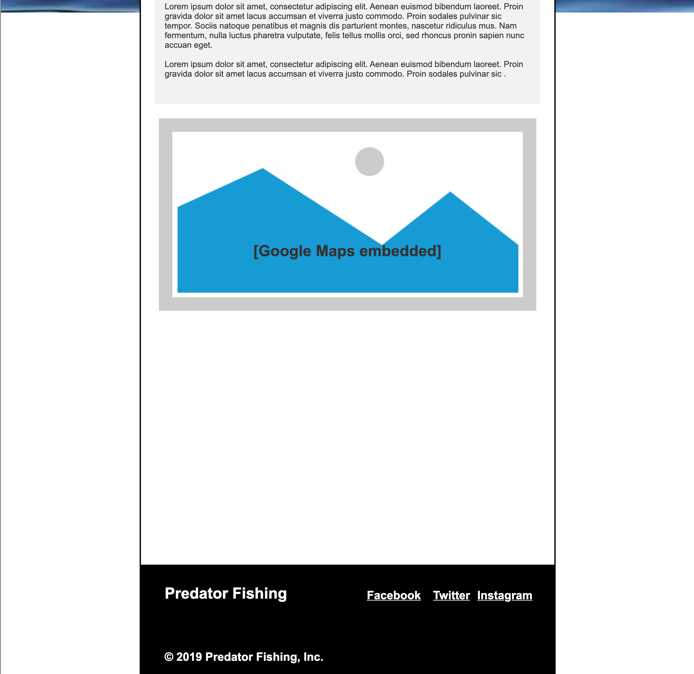 Lorem ipsum dolor sit amet, consectetur adipiscing elit. Aenean euismod bibendum laoreet. Proin
gravida dolor sit amet lacus accumsan et viverra justo commodo. Proin sodales pulvinar sic
tempor. Sociis natoque penatibus et magnis dis parturient montes, nascetur ridiculus mus. Nam
fermentum, nulla luctus pharetra vulputate, felis tellus mollis orci, sed rhoncus pronin sapien nunc
accuan eget.
Lorem ipsum dolor sit amet, consectetur adipiscing elit. Aenean euismod bibendum laoreet. Proin
gravida dolor sit amet lacus accumsan et viverra justo commodo. Proin sodales pulvinar sic .
[Google Maps embedded]
Predator Fishing
Facebook Twitter Instagram
© 2019 Predator Fishing, Inc.